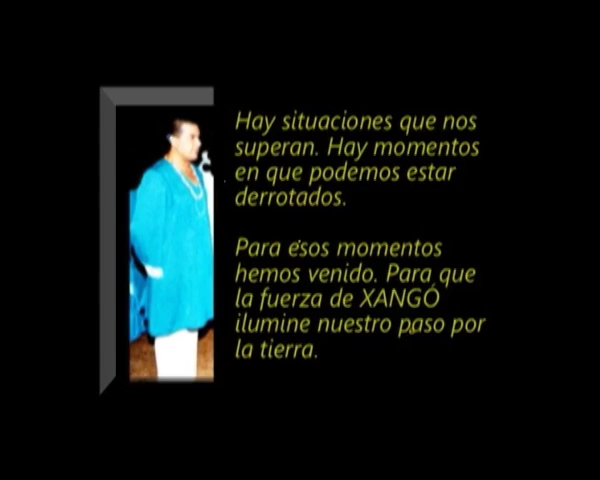 Hay situaciones que nos
superan. Hay momentos
en que podemos estar
derrotados.
Para esos momentos
hemos venido. Para que
la fuerza de XANGÓ
ilumine nuestro paso por
la tierra.